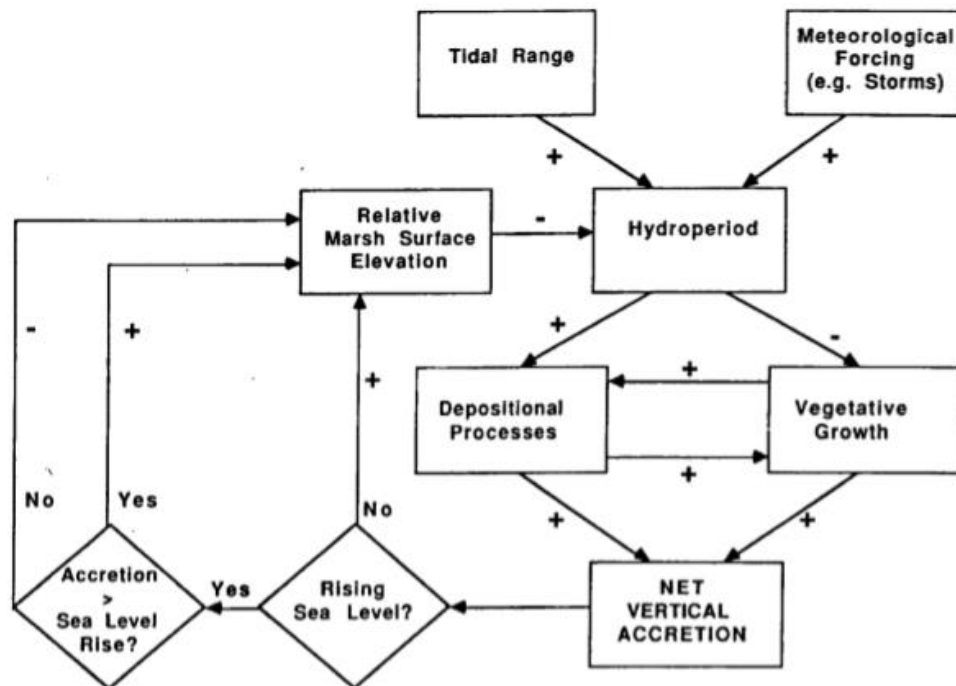 Tidal Range
Meteorological
Forcing
(e.g. Storms)
+
+
Relative
Marsh Surface
Elevation
-
Hydroperiod
-
+
+
+
-
Depositional
Processes
+
+
Vegetative
Growth
No
Yes
No
+
+
Accretion
>
Sea Level
Rise?
Yes
Rising
Sea Level?
NET
VERTICAL
ACCRETION